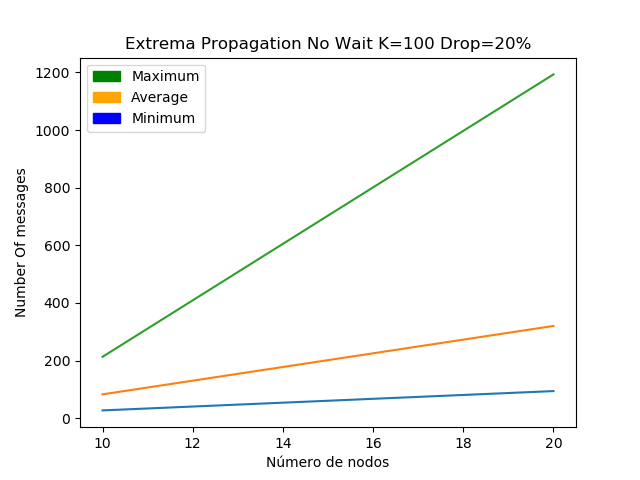 Extrema Propagation No Wait K=100 Drop=20%
Maximum
Average
Minimum
Number Of messages
1200
1000
800
600
400
200
0
10 12 14 16 18 20
Número de nodos